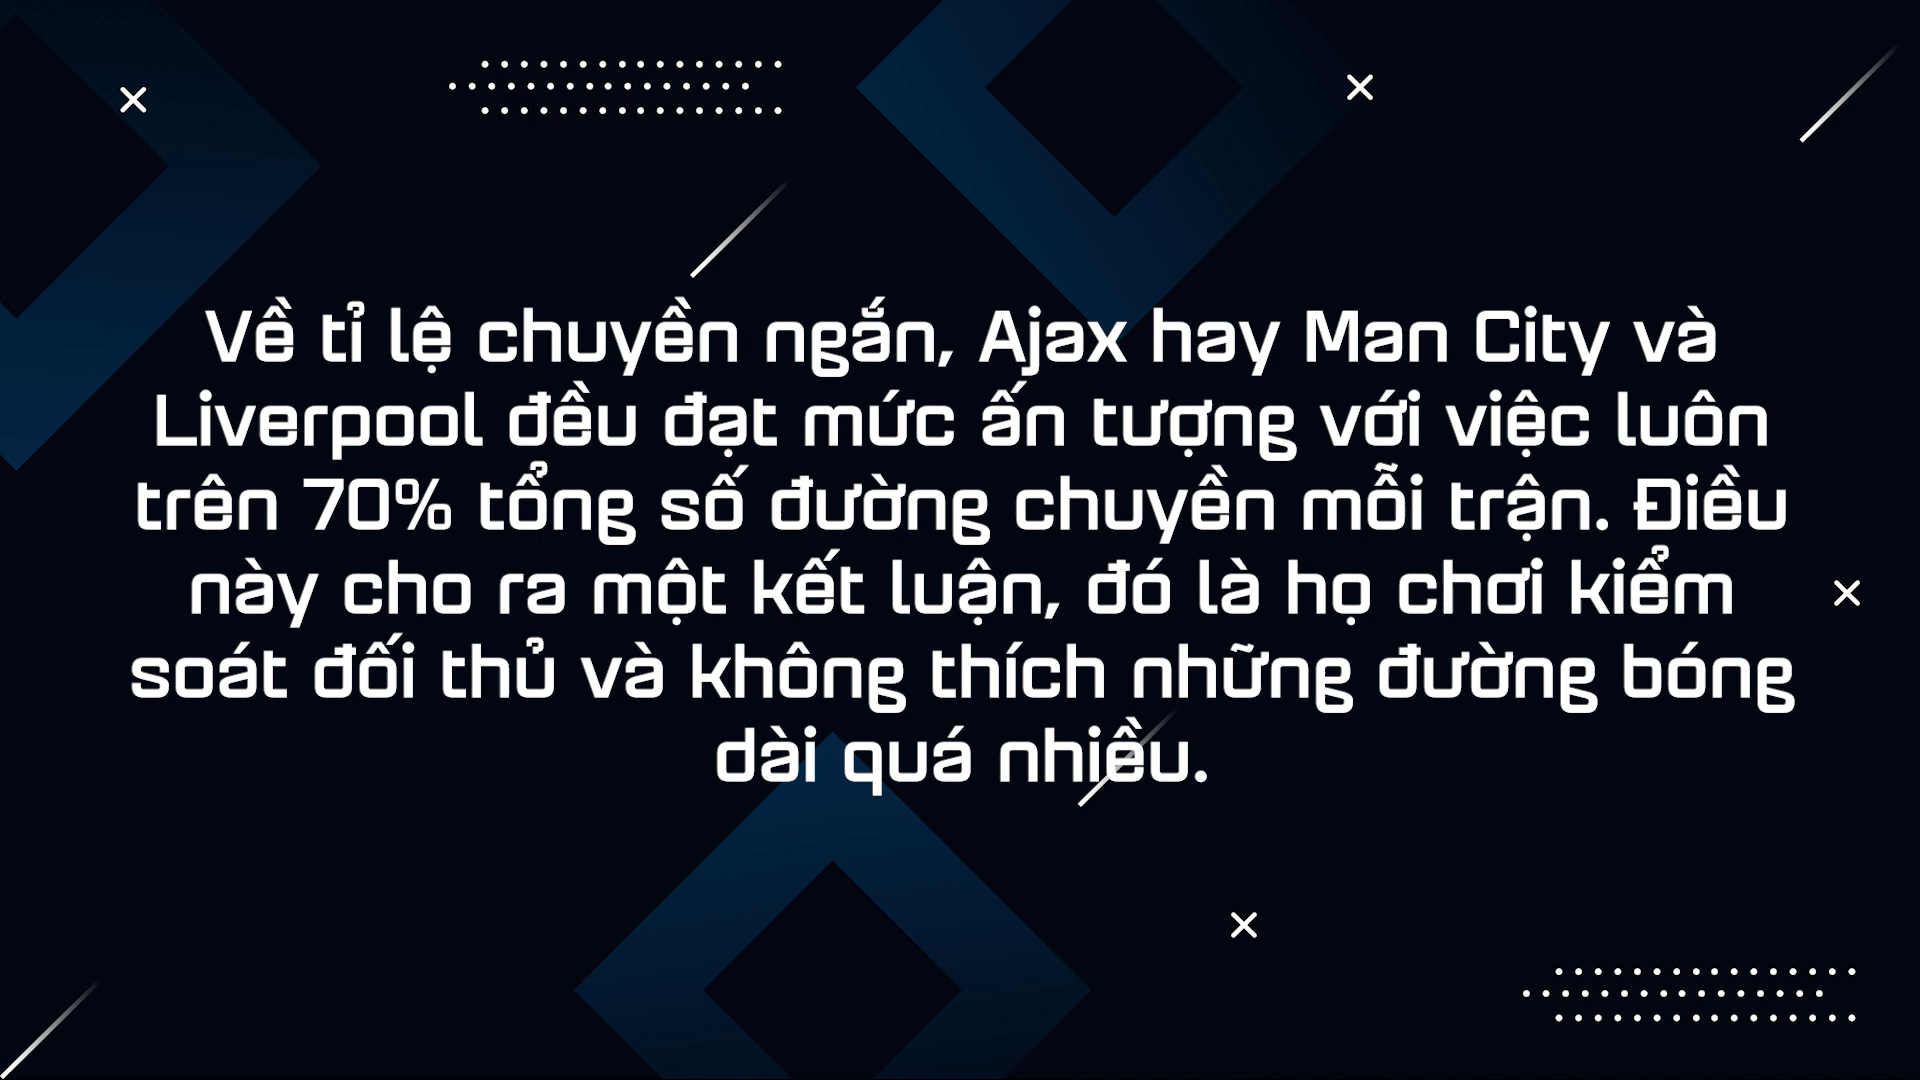 Về tỉ lệ chuyền ngắn, Ajax hay Man City và
Liverpool đều đạt mức ấn tượng với việc luôn
trên 70% tổng số đường chuyền mỗi trận. Điều
này cho ra một kết luận, đó là họ chơi kiểm
soát đối thủ và không thích những đường bóng
dài quá nhiều.